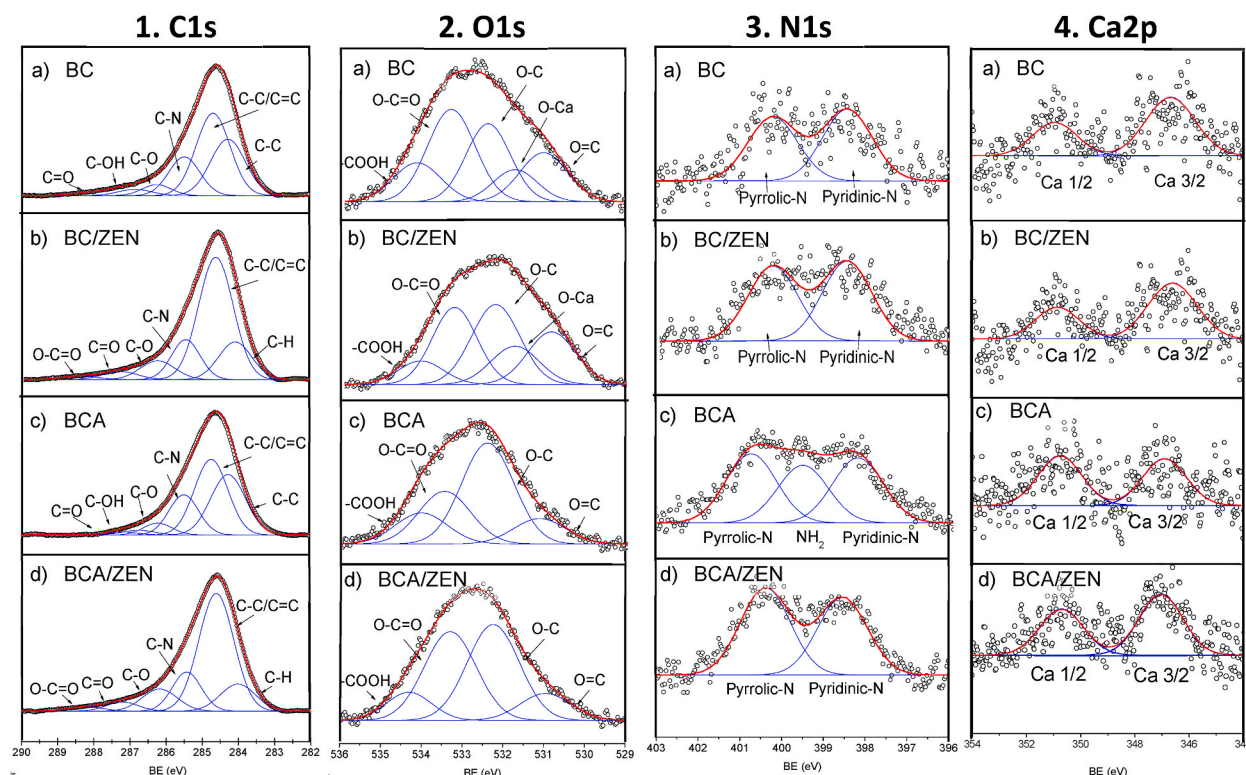 1. C1s
a) BC
C-C/C=C
C-N
C-O
C-OH
C=O
C-C
b) BC/ZEN
C-C/C=C
C-N
C-O
C=O
O-C=O
C-H
c) BCA
C-C/C=C
C-N
C-O
C-OH
C=O
C-C
d) BCA/ZEN
C-C/C=C
C-N
C-O
C=O
O-C=O
C-H
290 289 288 287 286 285 284 283 282
BE (eV)
2. O1s
a) BC
O-C
O-C=O
O-Ca
O=C
-COOH
b) BC/ZEN
O-C
O-C=O
O-Ca
O=C
-COOH
c) BCA
O-C=O
O-C
-COOH
O=C
d) BCA/ZEN
O-C=O
O-C
-COOH
O=C
536 535 534 533 532 531 530 529
BE (eV)
3. N1s
a) BC
Pyrrolic-N Pyridinic-N
b) BC/ZEN
Pyrrolic-N Pyridinic-N
c) BCA
Pyrrolic-N NH2 Pyridinic-N
d) BCA/ZEN
Pyrrolic-N Pyridinic-N
403 402 401 400 399 398 397 396
BE (eV)
4. Ca2p
a) BC
Ca 1/2 Ca 3/2
b) BC/ZEN
Ca 1/2 Ca 3/2
c) BCA
Ca 1/2 Ca 3/2
d) BCA/ZEN
Ca 1/2 Ca 3/2
354 352 350 348 346 344
BE (eV)